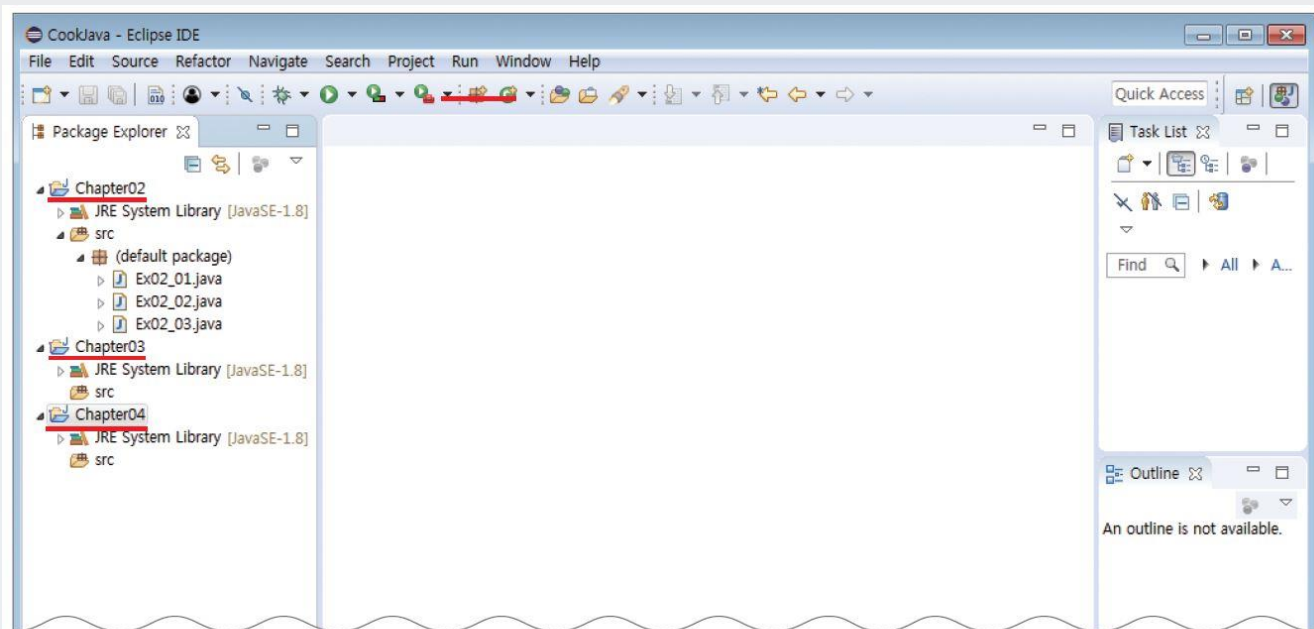 CookJava - Eclipse IDE
File Edit Source Refactor Navigate Search Project Run Window Help
010
Quick Access
Package Explorer
Task List
Chapter02
JRE System Library [JavaSE-1.8]
src
(default package)
Ex02_01.java
Ex02_02.java
Ex02_03.java
Chapter03
JRE System Library [JavaSE-1.8]
src
Chapter04
JRE System Library [JavaSE-1.8]
src
Find All A...
Outline
An outline is not available.